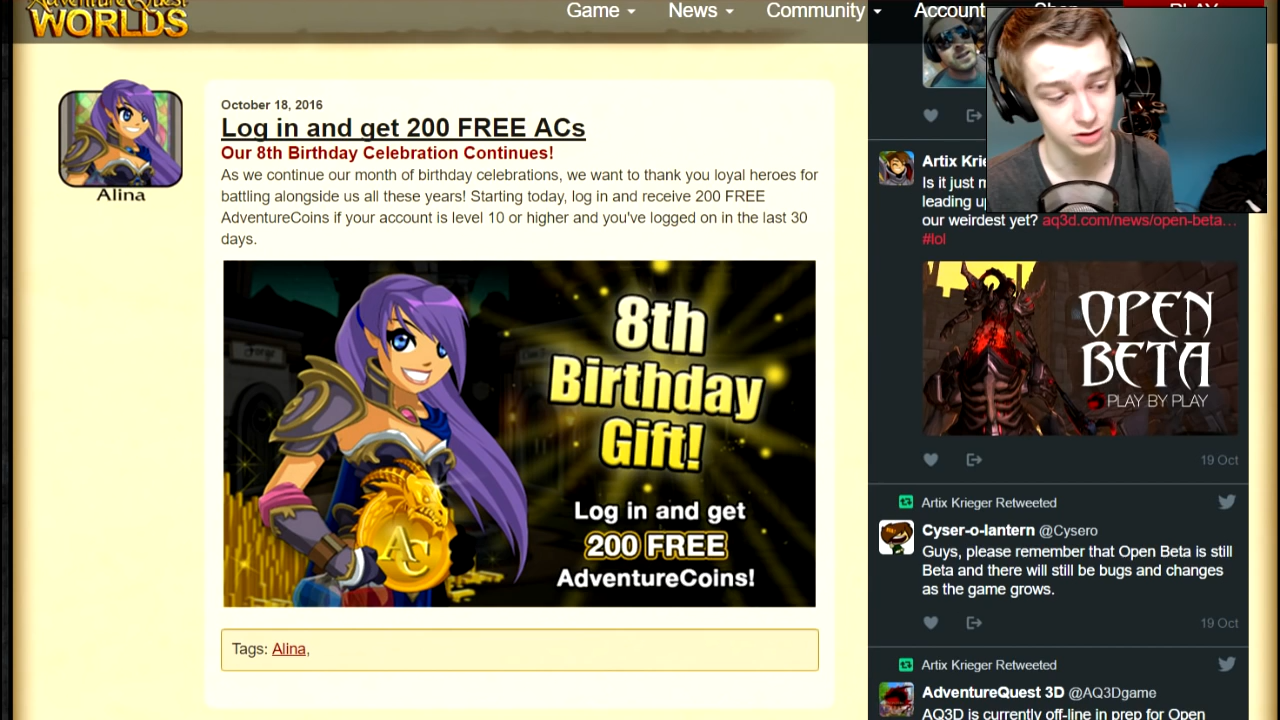 AdventureQuest
WORLDS
Game
News
Community
Account
Shop
PLAY
Alina
October 18, 2016
Log in and get 200 FREE ACs
Our 8th Birthday Celebration Continues!
As we continue our month of birthday celebrations, we want to thank you loyal heroes for
battling alongside us all these years! Starting today, log in and receive 200 FREE
AdventureCoins if your account is level 10 or higher and you've logged on in the last 30
days.
8th
Birthday
Gift!
Log in and get
200 FREE
AdventureCoins!
AC
Forge
Tags: Alina,
Artix Krie
Is it just m
leading up
our weirdest yet? aq3d.com/news/open-beta…
#lol
OPEN
BETA
PLAY BY PLAY
19 Oct
Artix Krieger Retweeted
Cyser-o-lantern @Cysero
Guys, please remember that Open Beta is still
Beta and there will still be bugs and changes
as the game grows.
19 Oct
Artix Krieger Retweeted
AdventureQuest 3D @AQ3Dgame
AQ3D is currently off-line in prep for Open